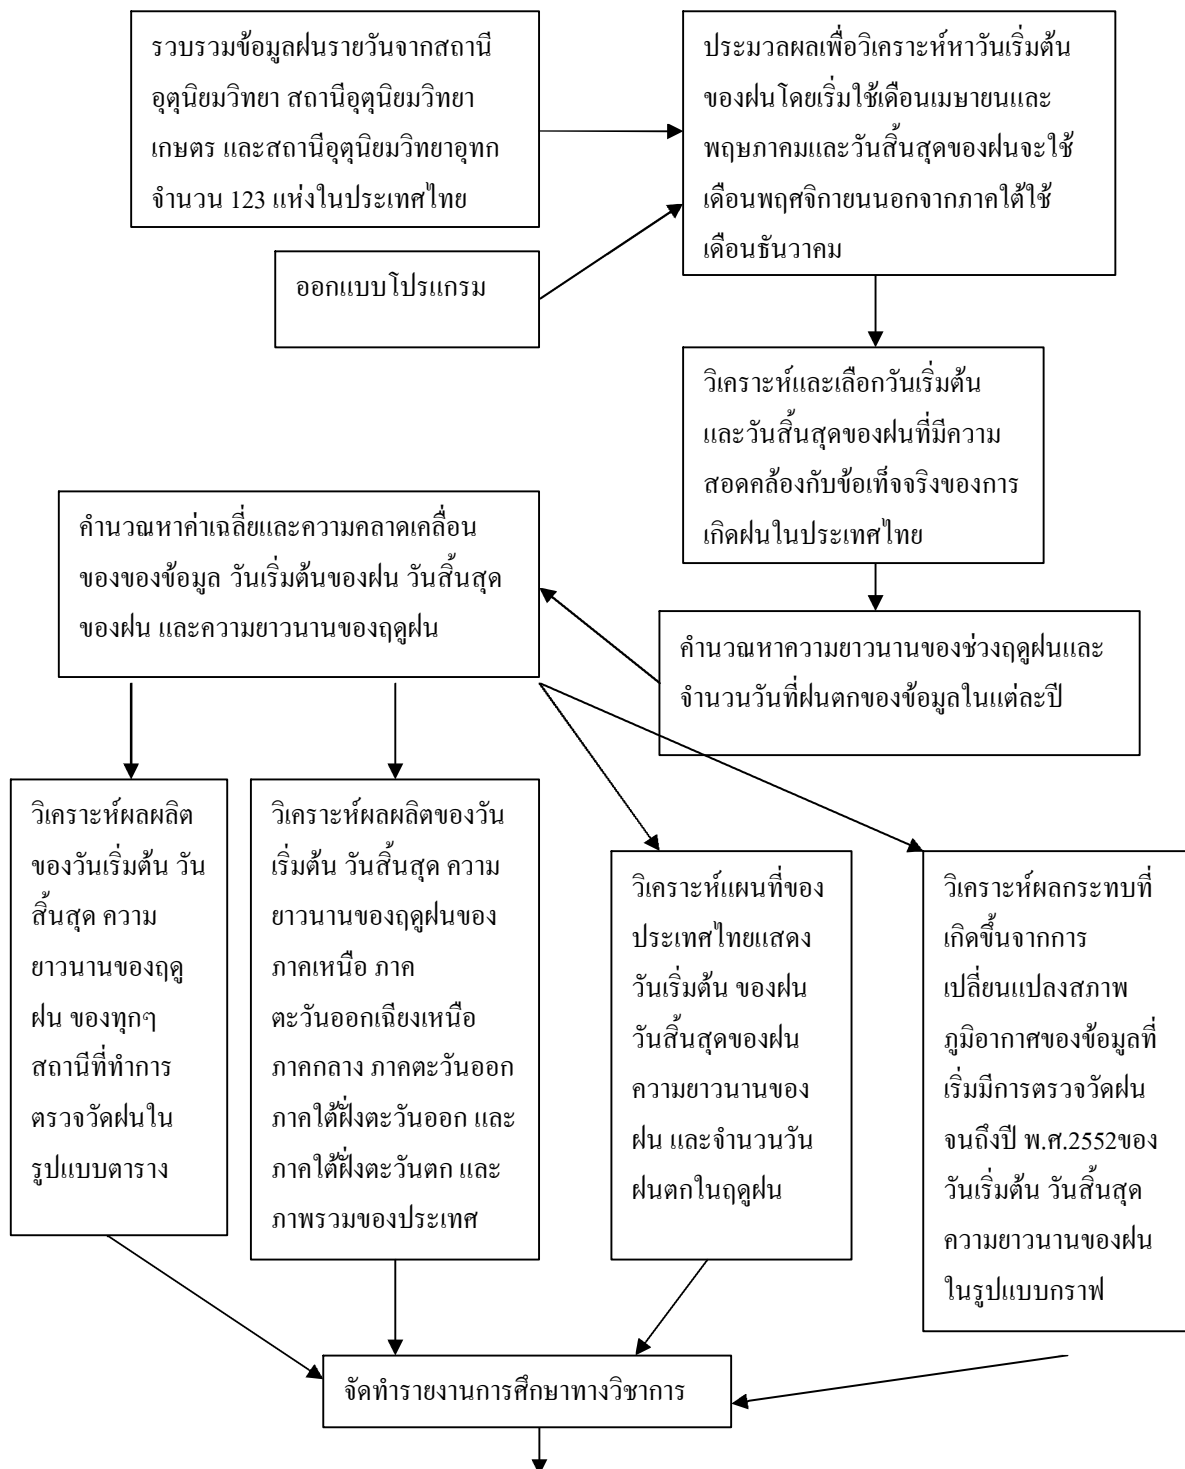 รวบรวมข้อมูลฝนรายวันจากสถานี
อุตุนิยมวิทยา สถานีอุตุนิยมวิทยา
เกษตร และสถานีอุตุนิยมวิทยาอุทก
จำนวน 123 แห่งในประเทศไทย
ประมวลผลเพื่อวิเคราะห์หาวันเริ่มต้น
ของฝนโดยเริ่มใช้เดือนเมษายนและ
พฤษภาคมและวันสิ้นสุดของฝนจะใช้
เดือนพฤศจิกายนนอกจากภาคใต้ใช้
เดือนธันวาคม
ออกแบบโปรแกรม
วิเคราะห์และเลือกวันเริ่มต้น
และวันสิ้นสุดของฝนที่มีความ
สอดคล้องกับข้อเท็จจริงของการ
เกิดฝนในประเทศไทย
คำนวณหาค่าเฉลี่ยและความคลาดเคลื่อน
ของของข้อมูล วันเริ่มต้นของฝน วันสิ้นสุด
ของฝน และความยาวนานของฤดูฝน
คำนวณหาความยาวนานของช่วงฤดูฝนและ
จำนวนวันที่ฝนตกของข้อมูลในแต่ละปี
วิเคราะห์ผลผลิต
ของวันเริ่มต้น วัน
สิ้นสุด ความ
ยาวนานของฤดู
ฝน ของทุกๆ
สถานีที่ทำการ
ตรวจวัดฝนใน
รูปแบบตาราง
วิเคราะห์ผลผลิตของวัน
เริ่มต้น วันสิ้นสุด ความ
ยาวนานของฤดูฝนของ
ภาคเหนือ ภาค
ตะวันออกเฉียงเหนือ
ภาคกลาง ภาคตะวันออก
ภาคใต้ฝั่งตะวันออก และ
ภาคใต้ฝั่งตะวันตก และ
ภาพรวมของประเทศ
วิเคราะห์แผนที่ของ
ประเทศไทยแสดง
วันเริ่มต้น ของฝน
วันสิ้นสุดของฝน
ความยาวนานของ
ฝน และจำนวนวัน
ฝนตกในฤดูฝน
วิเคราะห์ผลกระทบที่
เกิดขึ้นจากการ
เปลี่ยนแปลงสภาพ
ภูมิอากาศของข้อมูลที่
เริ่มมีการตรวจวัดฝน
จนถึงปี พ.ศ.2552ของ
วันเริ่มต้น วันสิ้นสุด
ความยาวนานของฝน
ในรูปแบบกราฟ
จัดทำรายงานการศึกษาทางวิชาการ